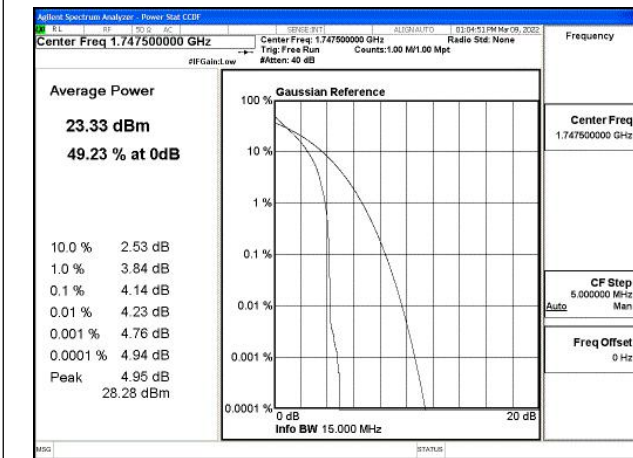 Agilent Spectrum Analyzer - Power Stat CCDF
RL RF 50 Ω AC SENSE:INT ALIGN AUTO 01:04:51 PM Mar 09, 2022
Center Freq 1.747500000 GHz
Center Freq: 1.747500000 GHz Radio Std: None
Trig: Free Run Counts:1.00 M/1.00 Mpt
#IFGain:Low #Atten: 40 dB
Frequency
Average Power
23.33 dBm
49.23 % at 0dB
10.0 % 2.53 dB
1.0 % 3.84 dB
0.1 % 4.14 dB
0.01 % 4.23 dB
0.001 % 4.76 dB
0.0001 % 4.94 dB
Peak 4.95 dB
28.28 dBm
Gaussian Reference
100 %
10 %
1 %
0.1 %
0.01 %
0.001 %
0.0001 %
0 dB 20 dB
Info BW 15.000 MHz
Center Freq
1.747500000 GHz
CF Step
5.000000 MHz
Auto Man
Freq Offset
0 Hz
MSG STATUS